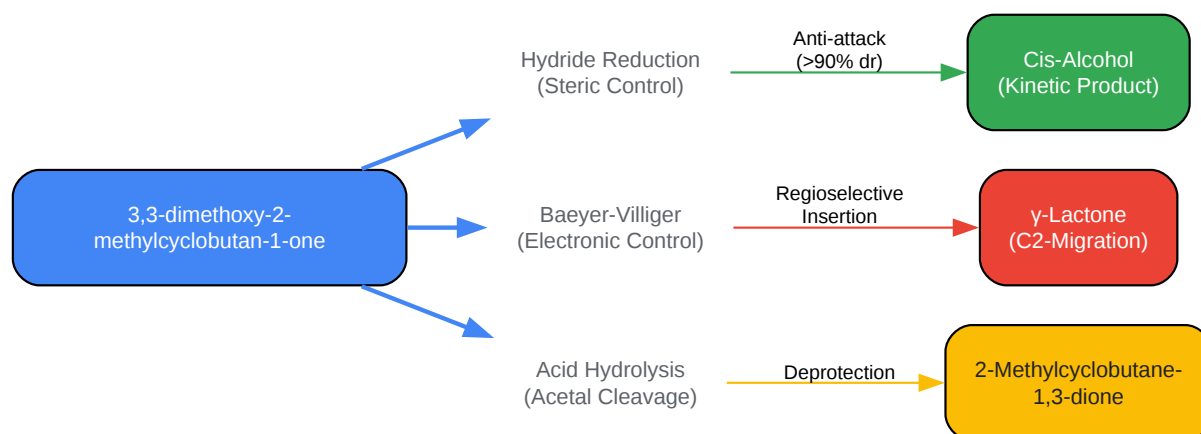 3,3-dimethoxy-2-
methylcyclobutan-1-one
Hydride Reduction
(Steric Control)
Anti-attack
(>90% dr)
Cis-Alcohol
(Kinetic Product)
Baeyer-Villiger
(Electronic Control)
Regioselective
Insertion
γ-Lactone
(C2-Migration)
Acid Hydrolysis
(Acetal Cleavage)
Deprotection
2-Methylcyclobutane-
1,3-dione